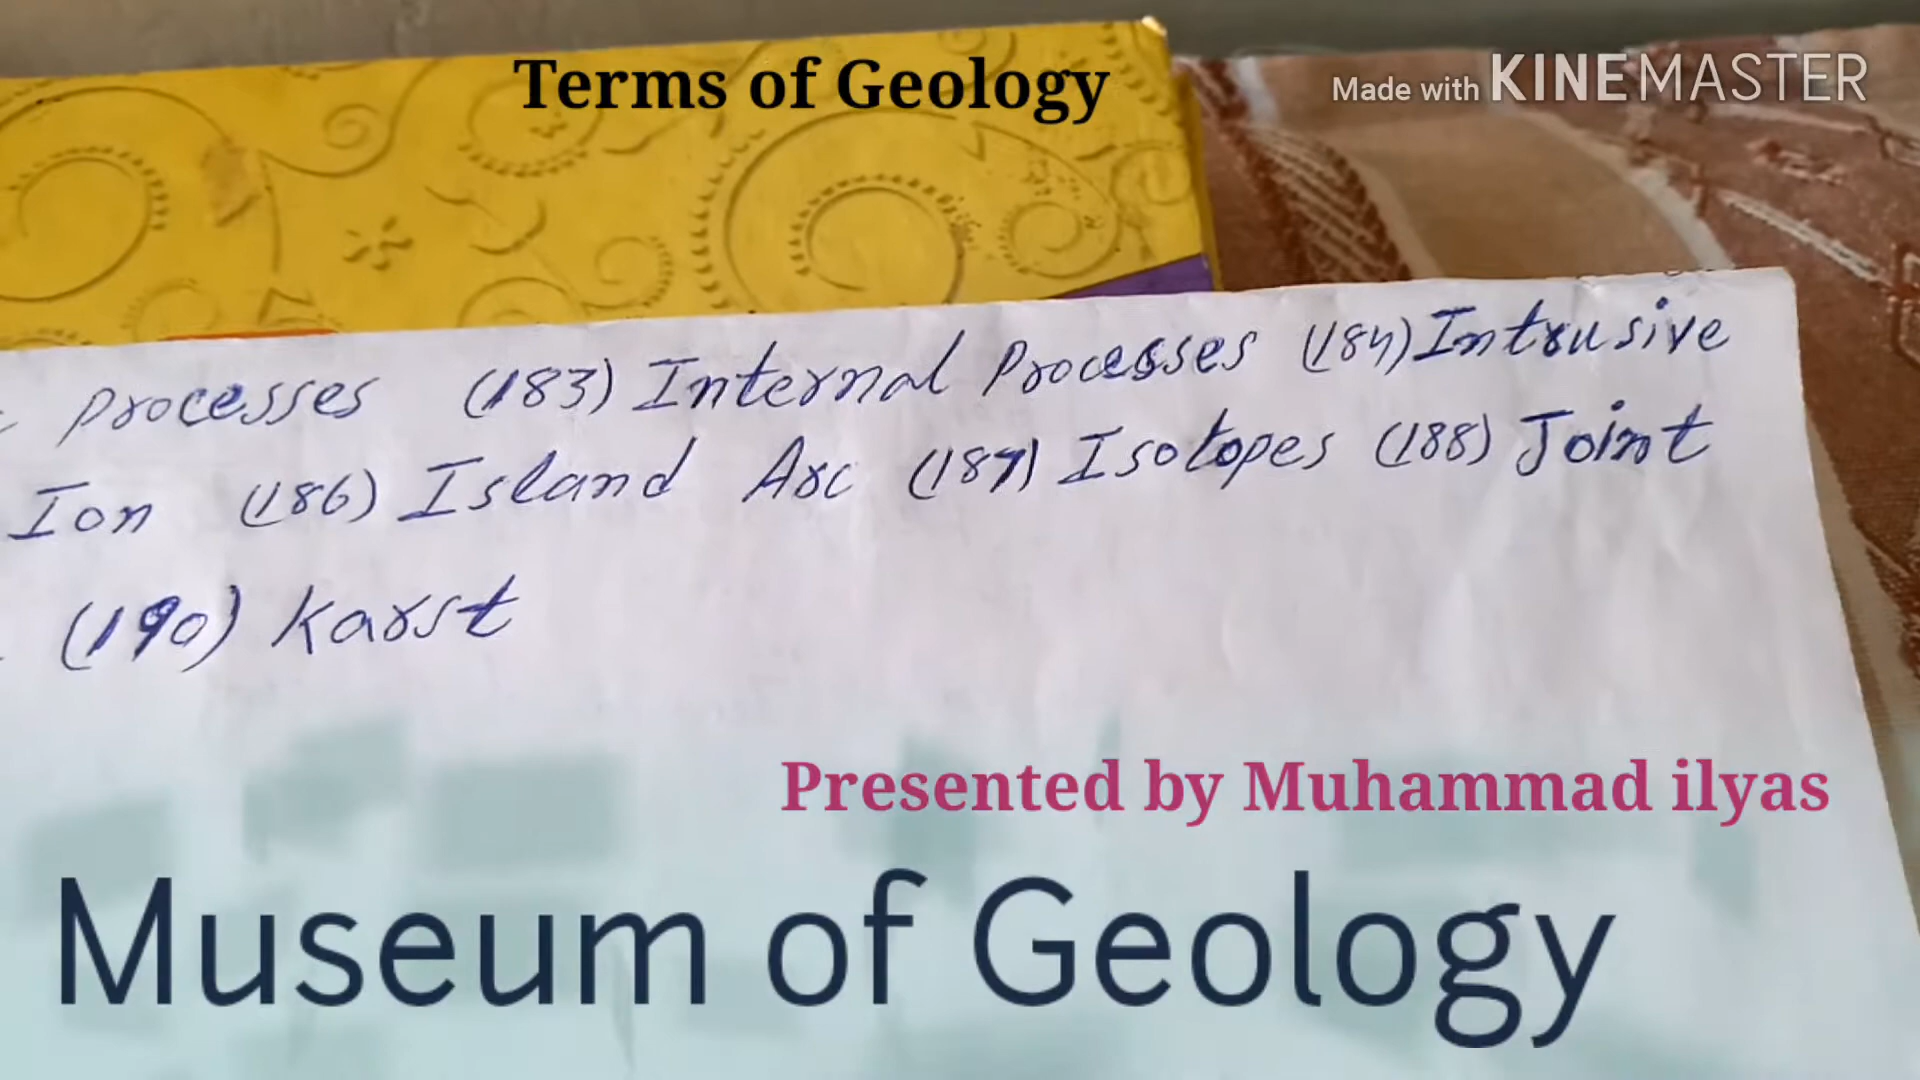 Terms of Geology
Made with KINEMASTER
Processes (183) Internal Processes (184) Intrusive
Ion (186) Island Arc (187) Isotopes (188) Joint
(190) Karst
Presented by Muhammad ilyas
Museum of Geology